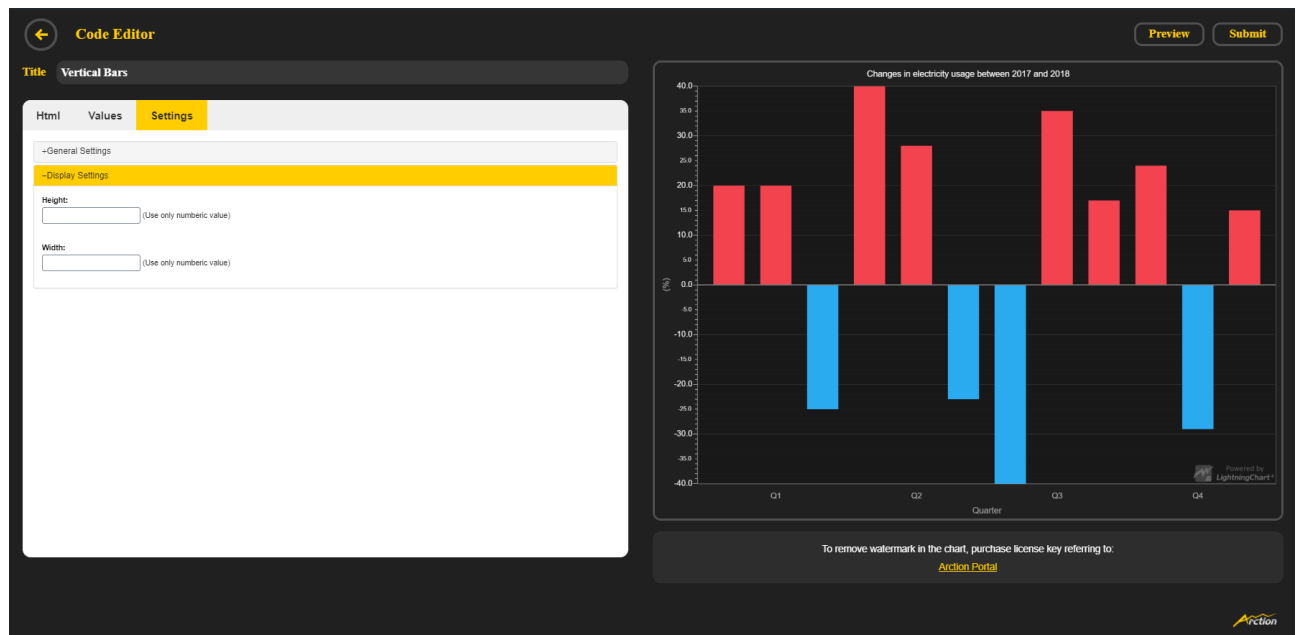 Code Editor
Preview
Submit
Title
Vertical Bars
Html
Values
Settings
+General Settings
−Display Settings
Height:
(Use only numberic value)
Width:
(Use only numberic value)
Changes in electricity usage between 2017 and 2018
40.0
35.0
30.0
25.0
20.0
15.0
10.0
5.0
0.0
-5.0
-10.0
-15.0
-20.0
-25.0
-30.0
-35.0
-40.0
(%)
Q1
Q2
Q3
Q4
Quarter
Powered by
LightningChart®
To remove watermark in the chart, purchase license key referring to:
Arction Portal
Arction